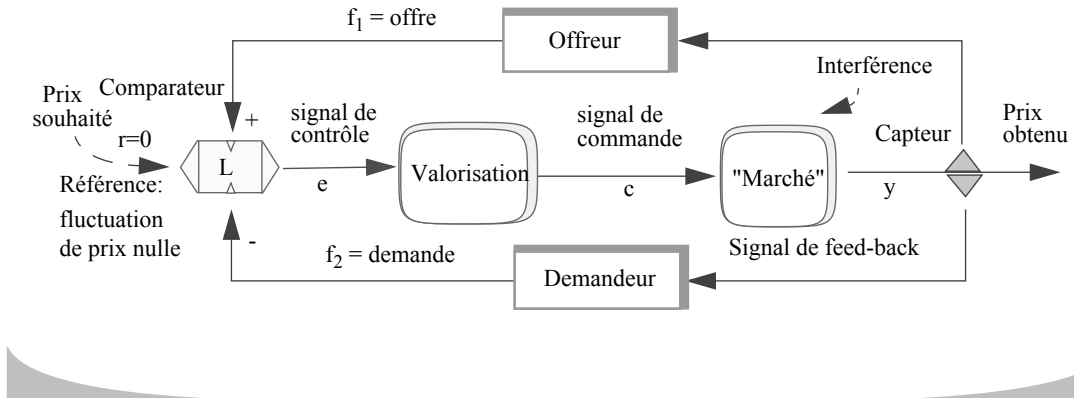 f1 = offre
Offreur
Interférence
Comparateur
Prix
souhaité
r=0
+
signal de
contrôle
signal de
commande
Capteur
Prix
obtenu
L
e
Valorisation
c
"Marché"
y
Référence:
fluctuation
de prix nulle
-
f2 = demande
Demandeur
Signal de feed-back